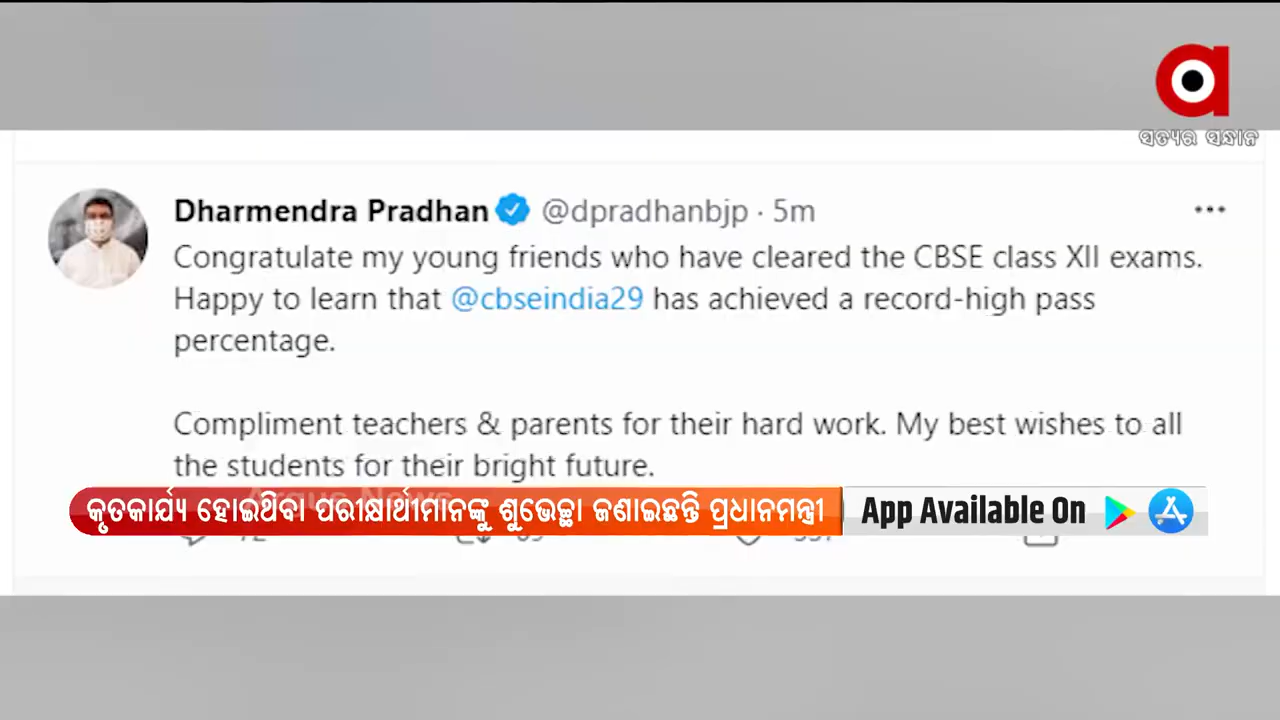 ସତ୍ୟର ସନ୍ଧାନ
Dharmendra Pradhan @dpradhanbjp · 5m
Congratulate my young friends who have cleared the CBSE class XII exams.
Happy to learn that @cbseindia29 has achieved a record-high pass
percentage.
Compliment teachers & parents for their hard work. My best wishes to all
the students for their bright future.
Argus News
କୃତକାର୍ଯ୍ୟ ହୋଇଥିବା ପରୀକ୍ଷାର୍ଥୀମାନଙ୍କୁ ଶୁଭେଚ୍ଛା ଜଣାଇଛନ୍ତି ପ୍ରଧାନମନ୍ତ୍ରୀ
App Available On